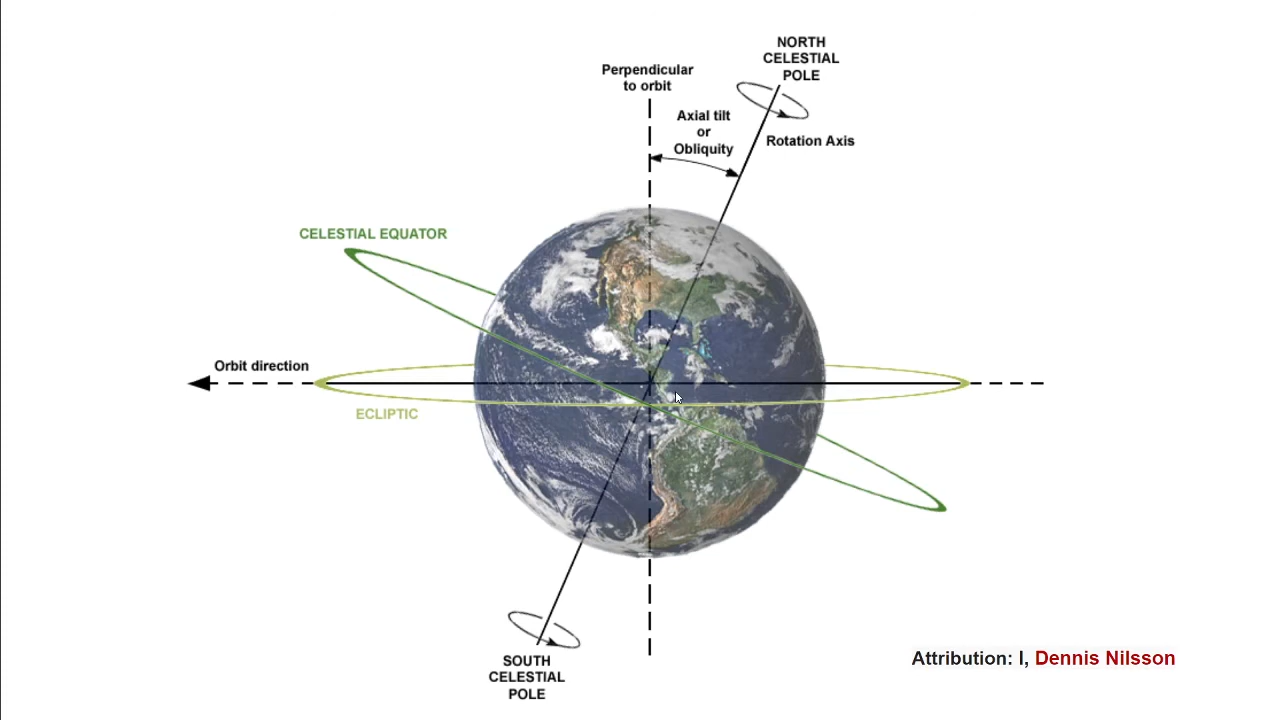 NORTH
CELESTIAL
POLE
Perpendicular
to orbit
Axial tilt
or
Obliquity
Rotation Axis
CELESTIAL EQUATOR
Orbit direction
ECLIPTIC
SOUTH
CELESTIAL
POLE
Attribution: I, Dennis Nilsson